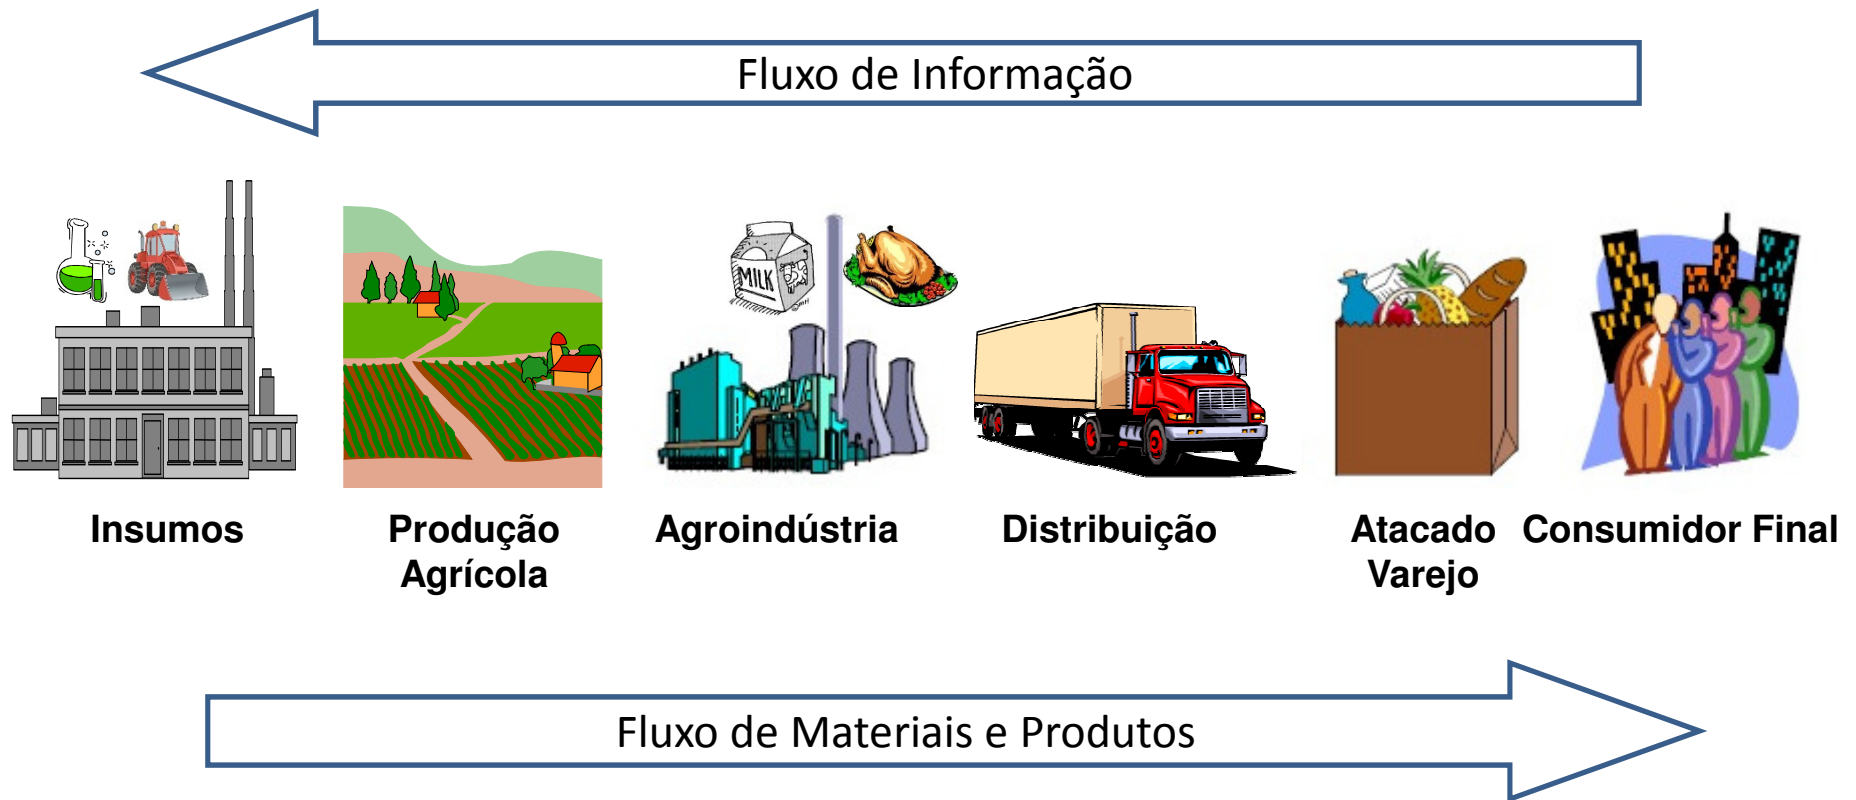 Fluxo de Informação
MILK
Insumos
Produção
Agrícola
Agroindústria
Distribuição
Atacado
Varejo
Consumidor Final
Fluxo de Materiais e Produtos